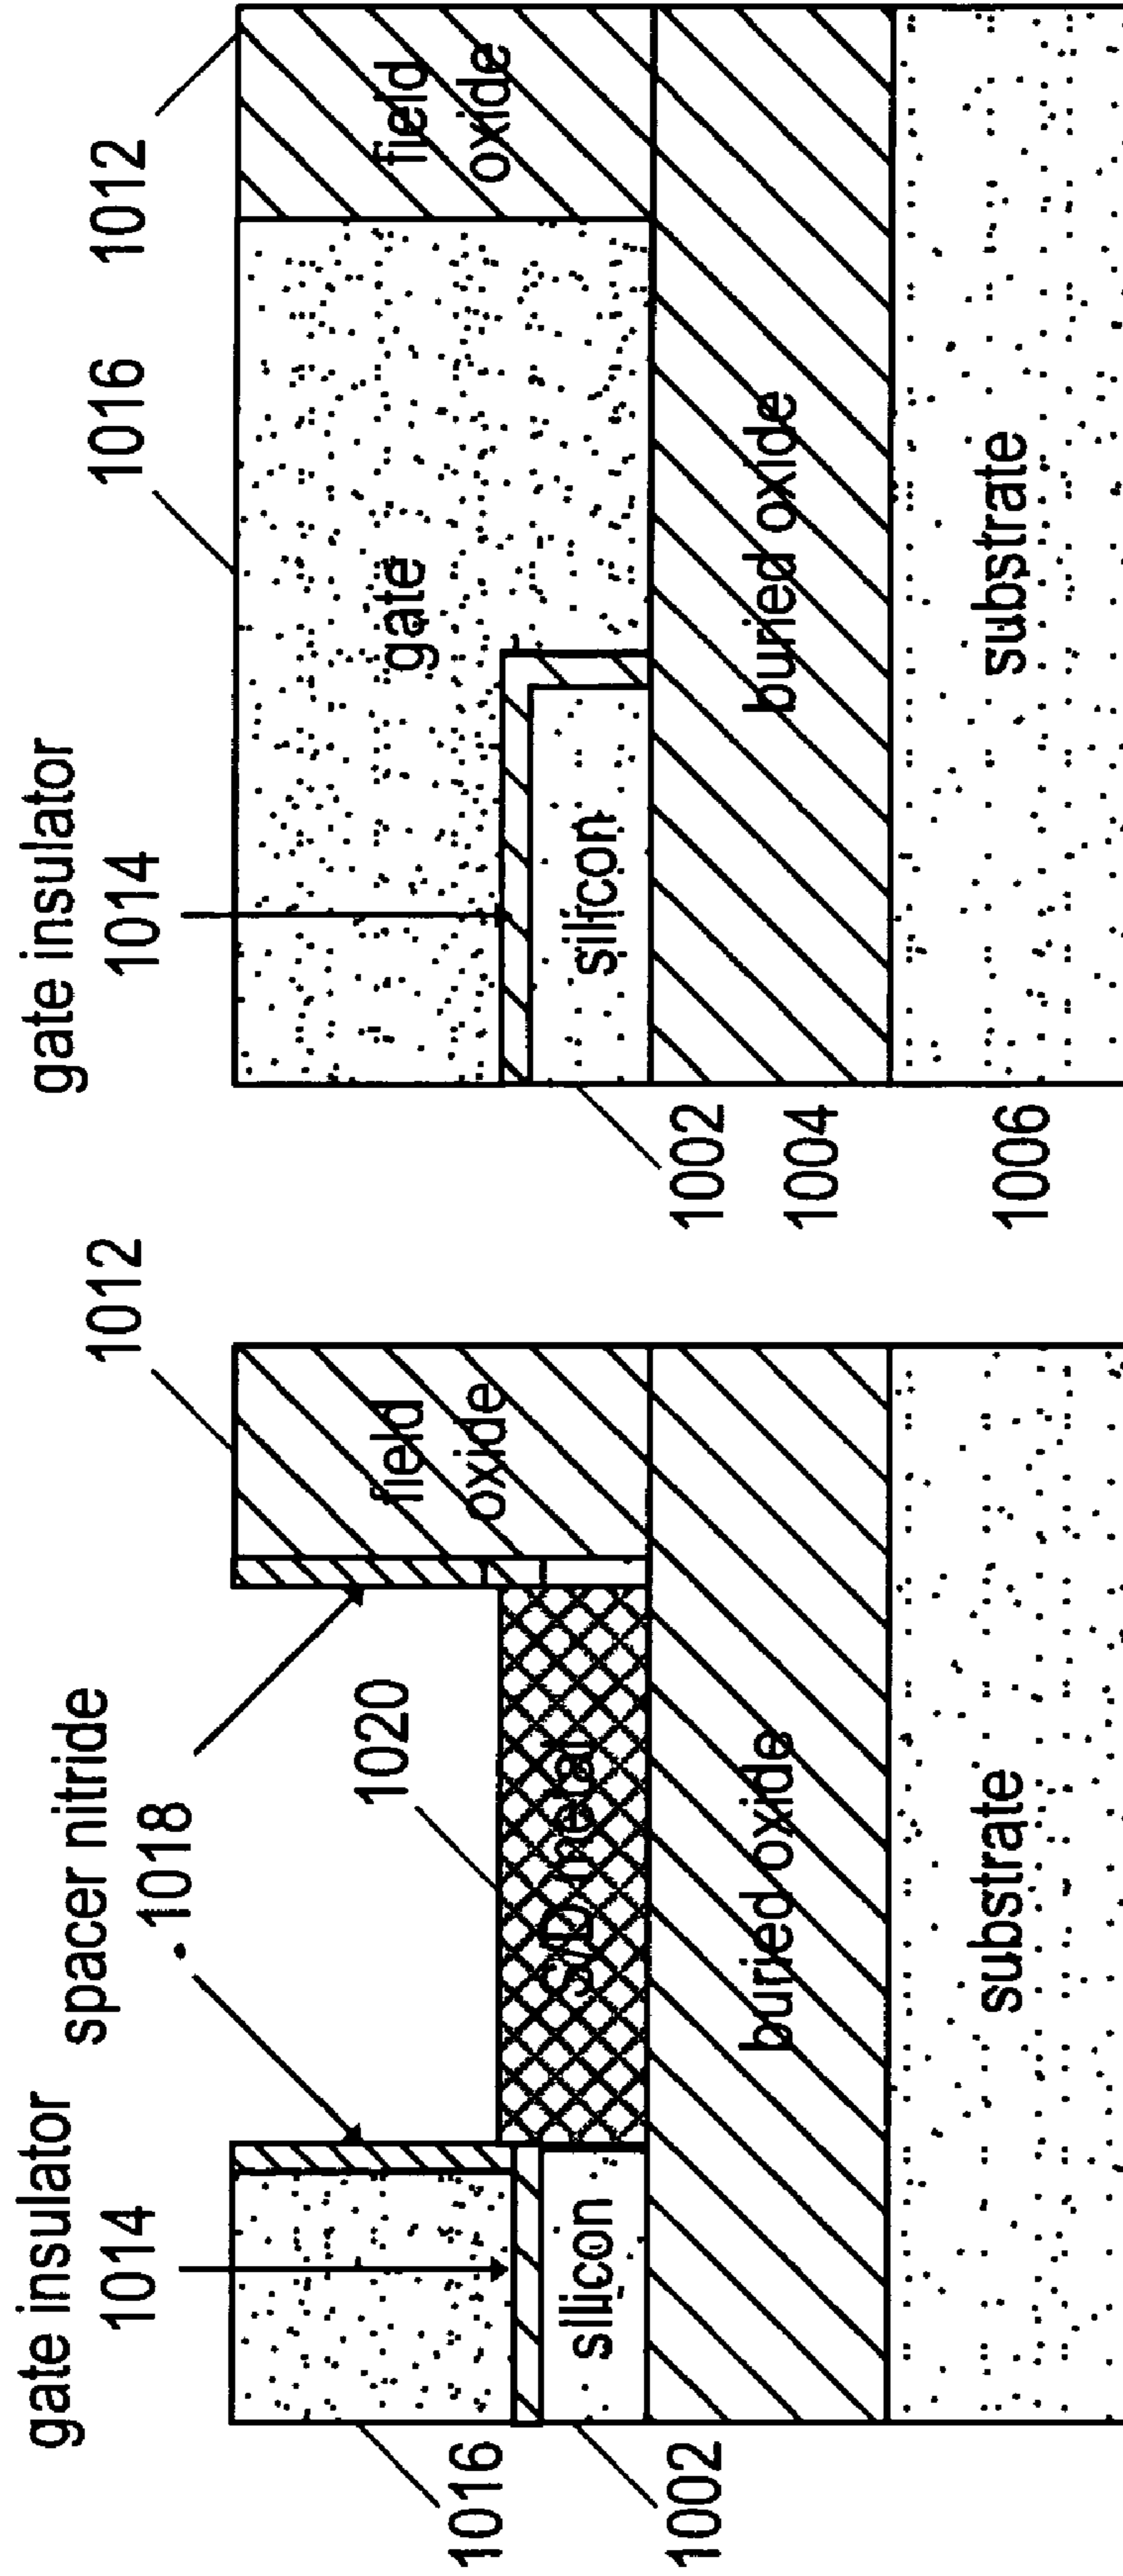 gate insulator
1014
spacer nitride
1018
1012
1016
1020
field
oxide
S/D metal
silicon
1002
buried oxide
substrate
gate insulator
1014
1016
1012
gate
field
oxide
silicon
1002
buried oxide
1004
substrate
1006